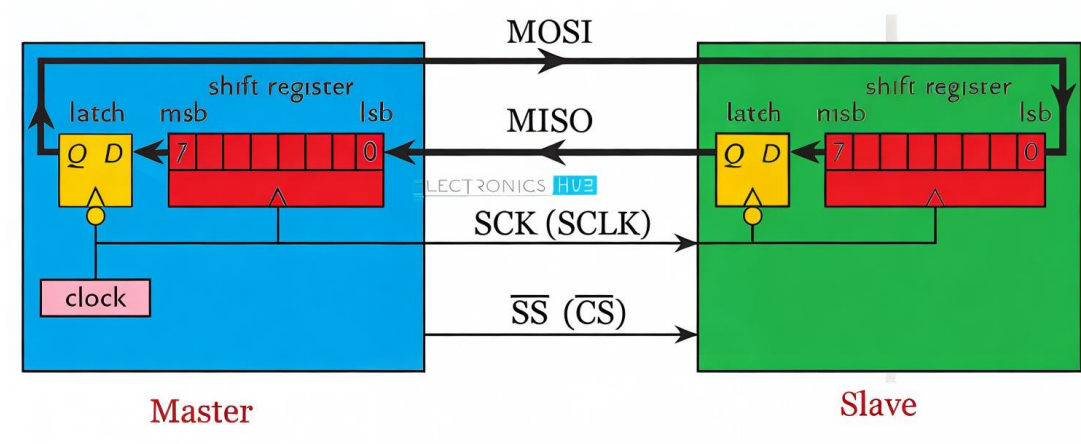 MOSI
shift register
shift register
latch
msb
lsb
MISO
latch
msb
lsb
Q D
7
0
Q D
7
0
ELECTRONICS HUB
SCK (SCLK)
clock
SS (CS)
Master
Slave